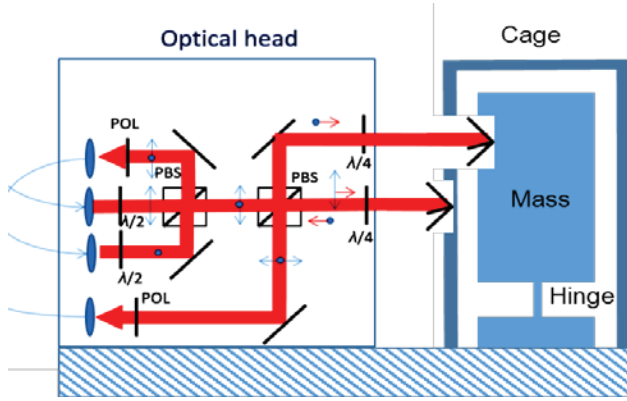 Optical head
Cage
POL
PBS
PBS
λ/4
λ/2
λ/4
Mass
λ/2
POL
Hinge